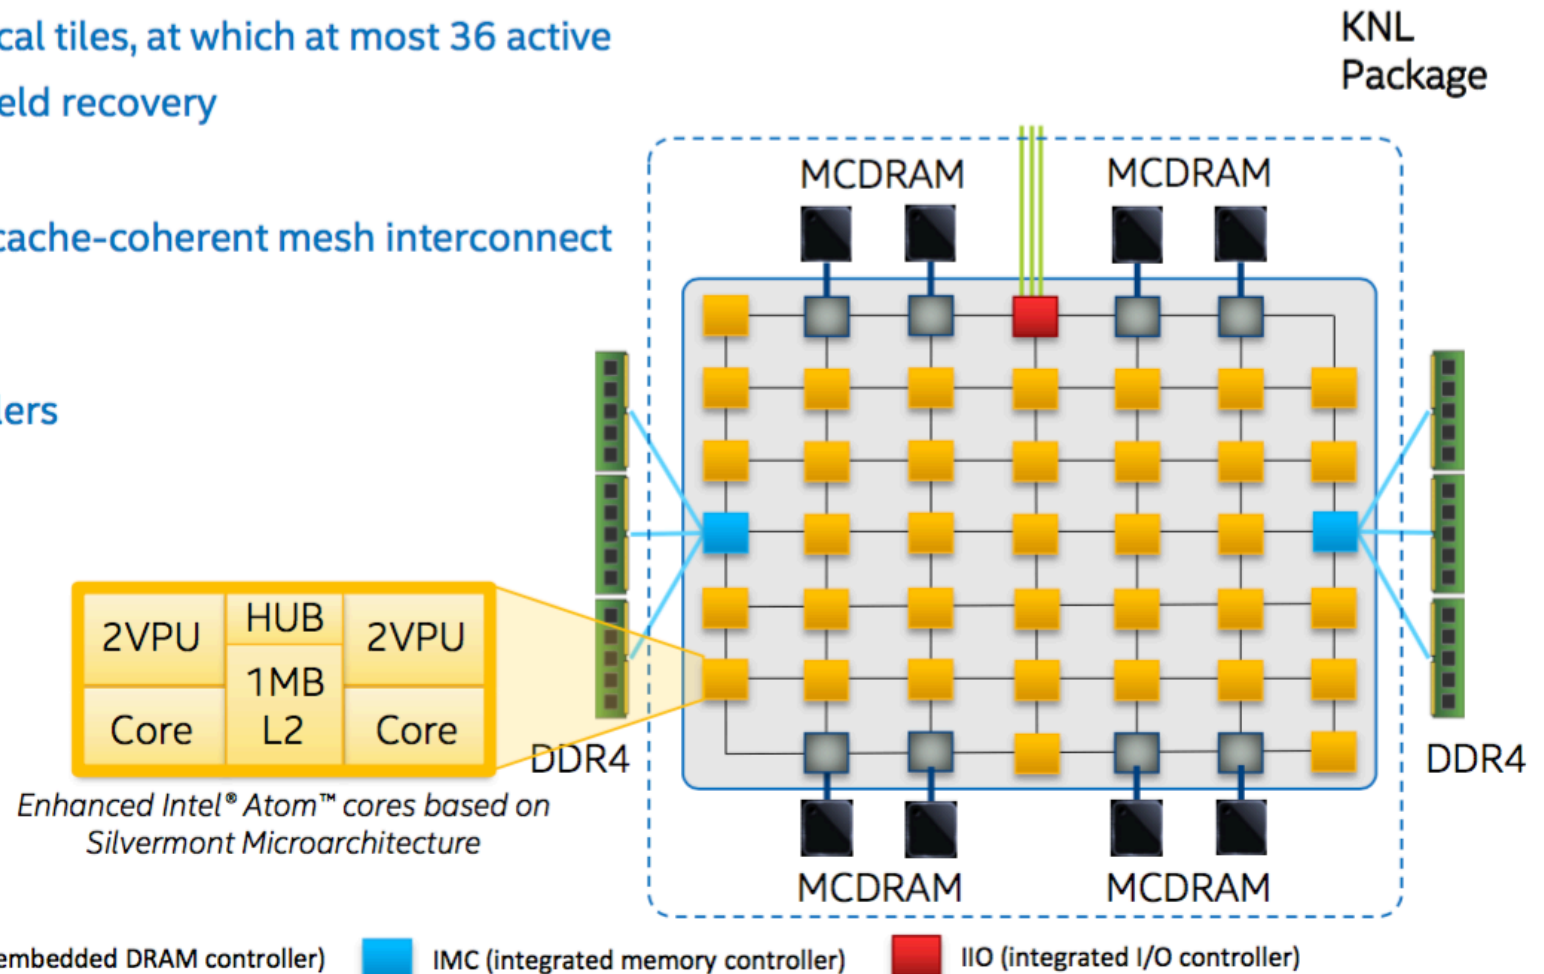 cal tiles, at which at most 36 active
eld recovery
cache-coherent mesh interconnect
lers
KNL
Package
MCDRAM MCDRAM
2VPU HUB 2VPU
1MB
Core L2 Core
DDR4 DDR4
Enhanced Intel® Atom™ cores based on
Silvermont Microarchitecture
MCDRAM MCDRAM
embedded DRAM controller) IMC (integrated memory controller) IIO (integrated I/O controller)